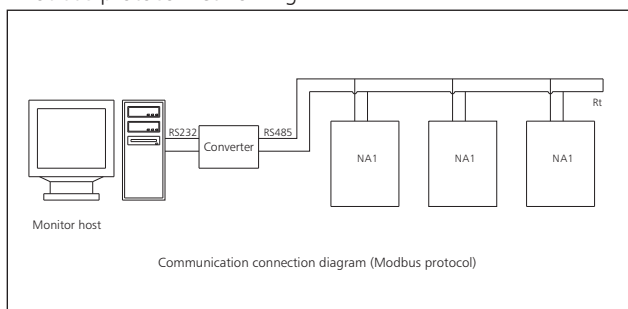 RS232
Converter
RS485
Rt
NA1
NA1
NA1
Monitor host
Communication connection diagram (Modbus protocol)